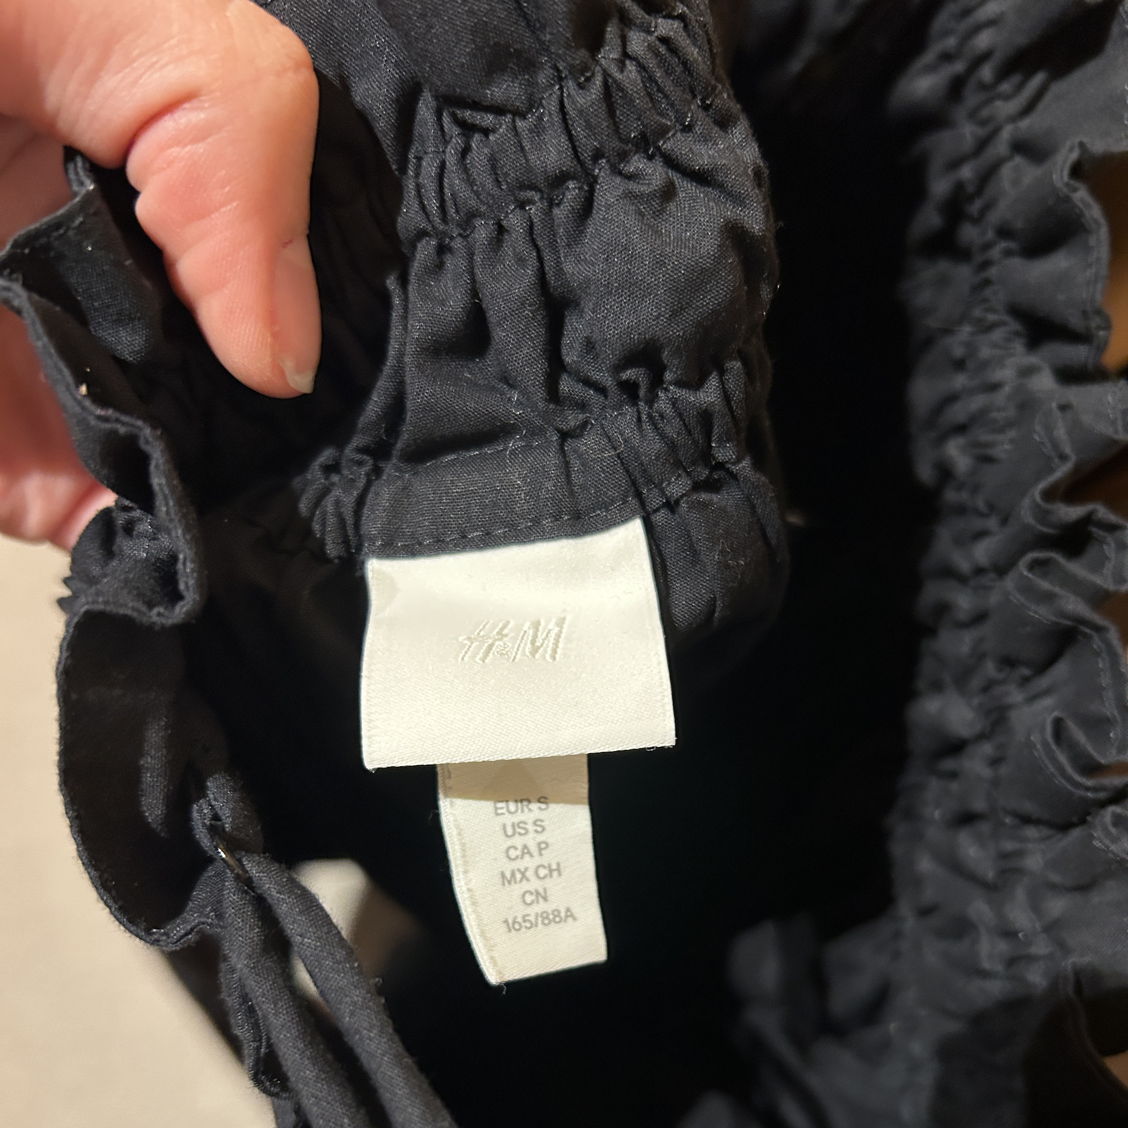 H&M
EUR S
US S
CA P
MX CH
CN
165/88A